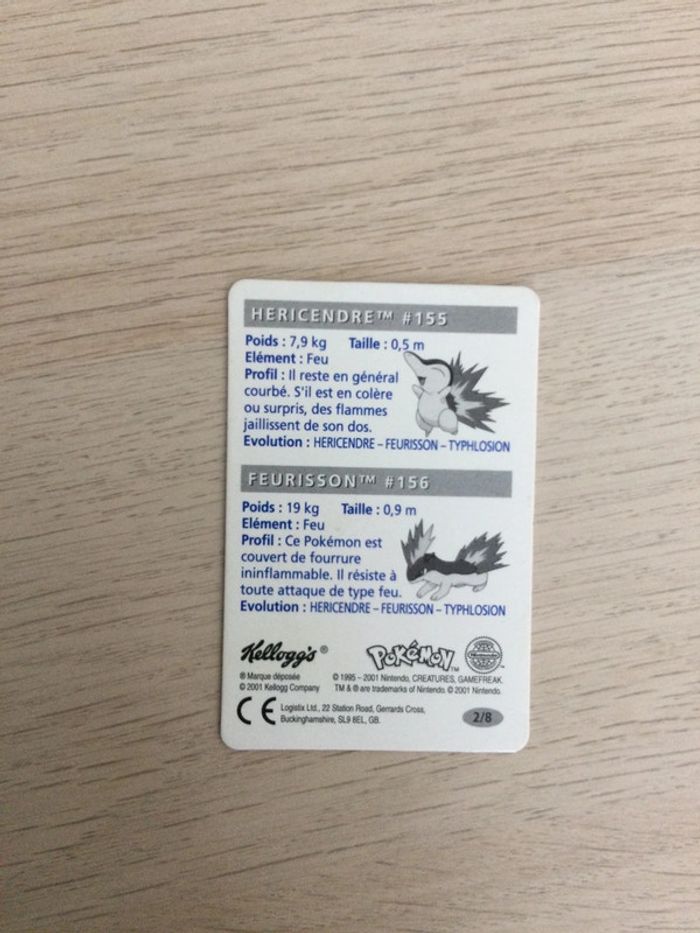 HERICENDRE™ #155
Poids : 7,9 kg Taille : 0,5 m
Elément : Feu
Profil : Il reste en général
courbé. S'il est en colère
ou surpris, des flammes
jaillissent de son dos.
Evolution : HERICENDRE – FEURISSON – TYPHLOSION
FEURISSON™ #156
Poids : 19 kg Taille : 0,9 m
Elément : Feu
Profil : Ce Pokémon est
couvert de fourrure
ininflammable. Il résiste à
toute attaque de type feu.
Evolution : HERICENDRE – FEURISSON – TYPHLOSION
Kellogg's®
POKéMON™
® Marque déposée
© 2001 Kellogg Company
© 1995 – 2001 Nintendo, CREATURES, GAMEFREAK.
TM & ® are trademarks of Nintendo. © 2001 Nintendo.
CE
Logistix Ltd., 22 Station Road, Gerrards Cross,
Buckinghamshire, SL9 8EL, GB.
2/8